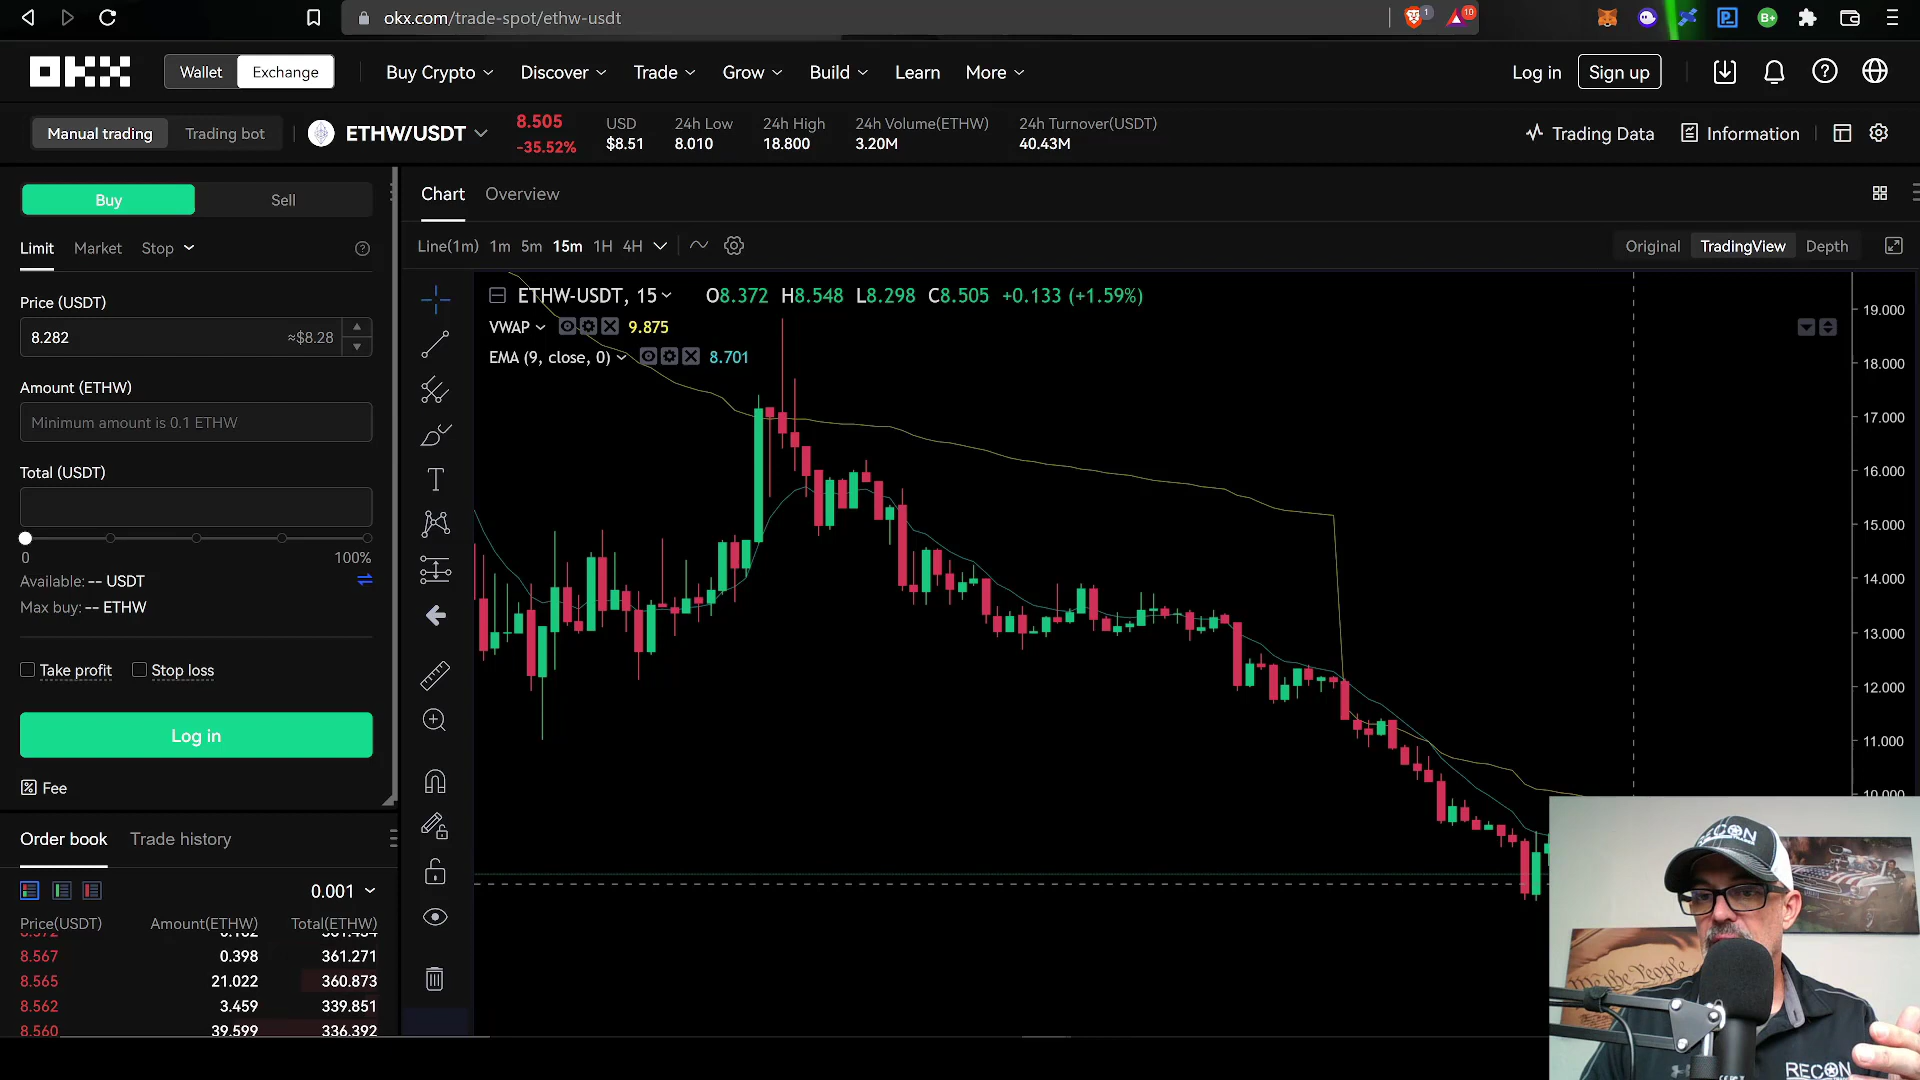 okx.com/trade-spot/ethw-usdt
1
10
OKX
Wallet
Exchange
Buy Crypto
Discover
Trade
Grow
Build
Learn
More
Log in
Sign up
Manual trading
Trading bot
ETHW/USDT
8.505
-35.52%
USD
$8.51
24h Low
8.010
24h High
18.800
24h Volume(ETHW)
3.20M
24h Turnover(USDT)
40.43M
Trading Data
Information
Buy
Sell
Limit
Market
Stop
Price (USDT)
8.282
≈$8.28
Amount (ETHW)
Minimum amount is 0.1 ETHW
Total (USDT)
0
100%
Available: -- USDT
Max buy: -- ETHW
Take profit
Stop loss
Log in
Fee
Order book
Trade history
0.001
Price(USDT)
Amount(ETHW)
Total(ETHW)
8.567
0.398
361.271
8.565
21.022
360.873
8.562
3.459
339.851
8.560
39.599
336.392
Chart
Overview
Line(1m)
1m
5m
15m
1H
4H
Original
TradingView
Depth
ETHW-USDT, 15
O8.372 H8.548 L8.298 C8.505 +0.133 (+1.59%)
VWAP
9.875
EMA (9, close, 0)
8.701
19.000
18.000
17.000
16.000
15.000
14.000
13.000
12.000
11.000
10.000
RECON
We the People
RECON